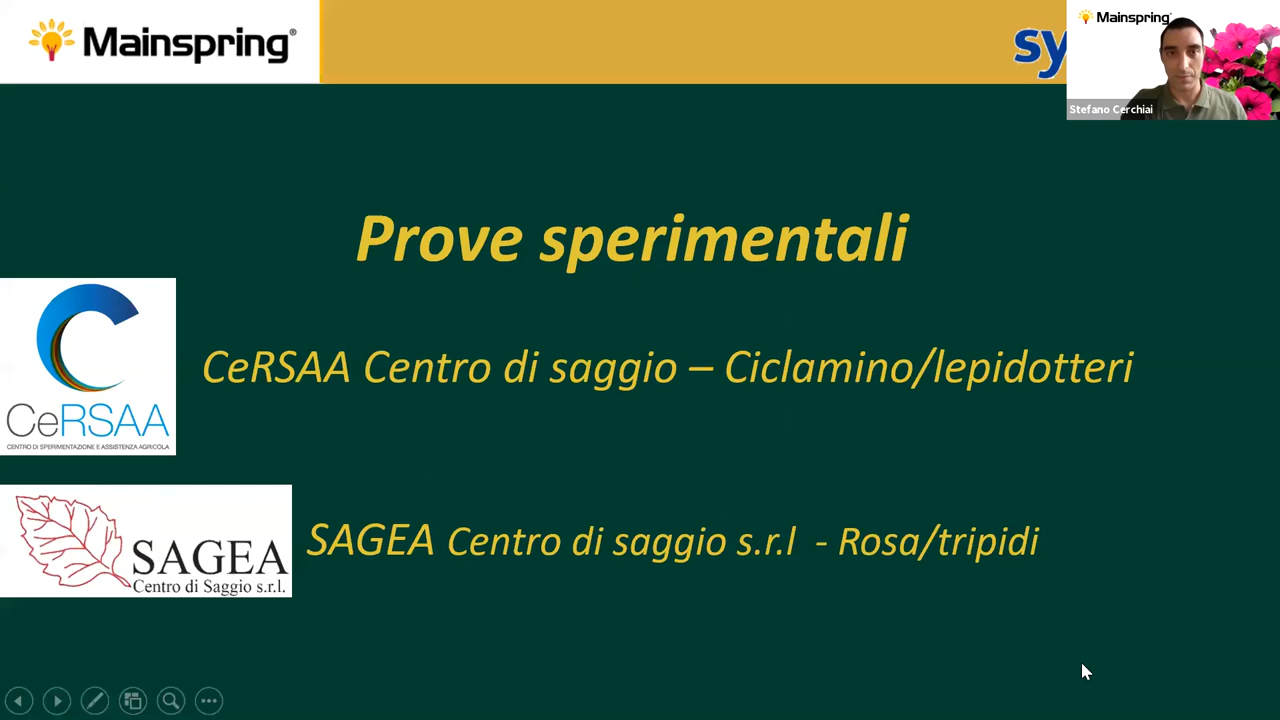 Mainspring®
sy
Mainspring
Stefano Cerchiai
Prove sperimentali
CeRSAA Centro di saggio – Ciclamino/lepidotteri
CeRSAA
CENTRO DI SPERIMENTAZIONE E ASSISTENZA AGRICOLA
SAGEA Centro di saggio s.r.l - Rosa/tripidi
SAGEA
Centro di Saggio s.r.l.